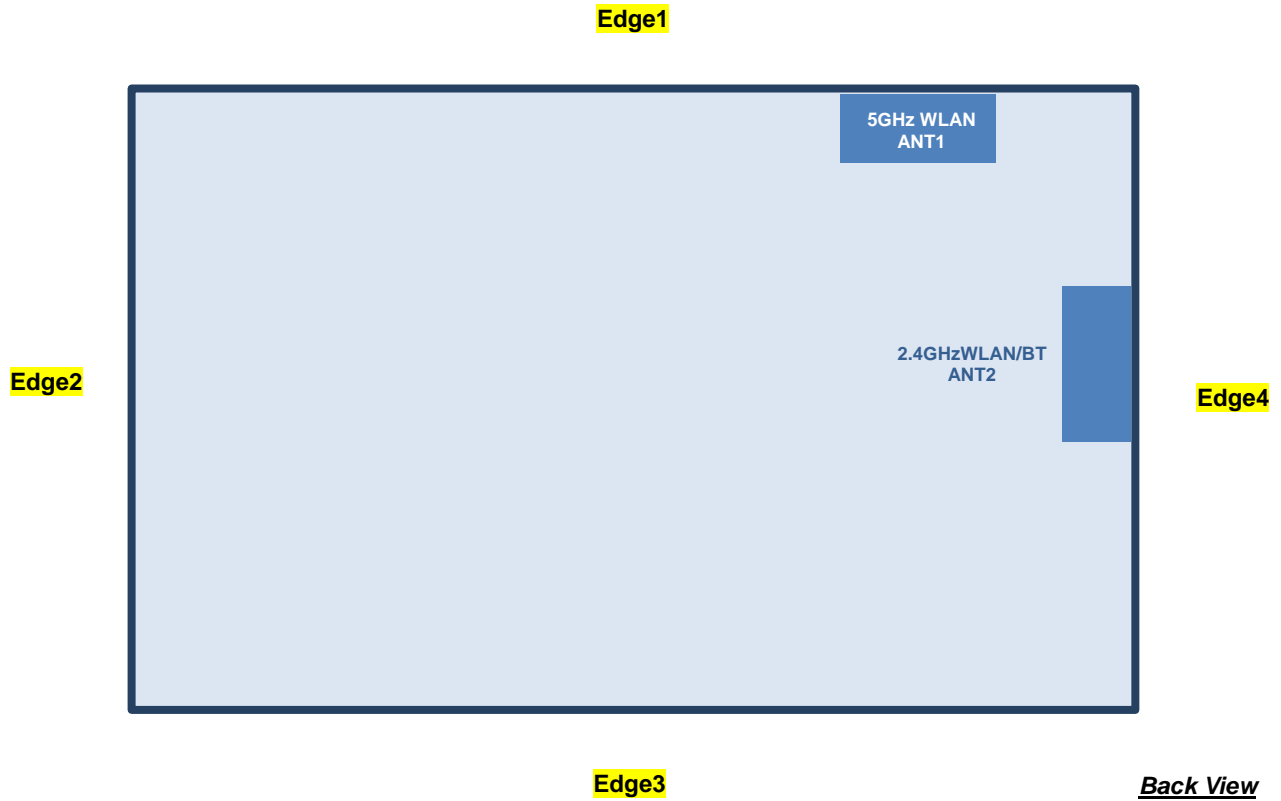 Edge1
5GHz WLAN
ANT1
2.4GHzWLAN/BT
ANT2
Edge2
Edge4
Edge3
Back View